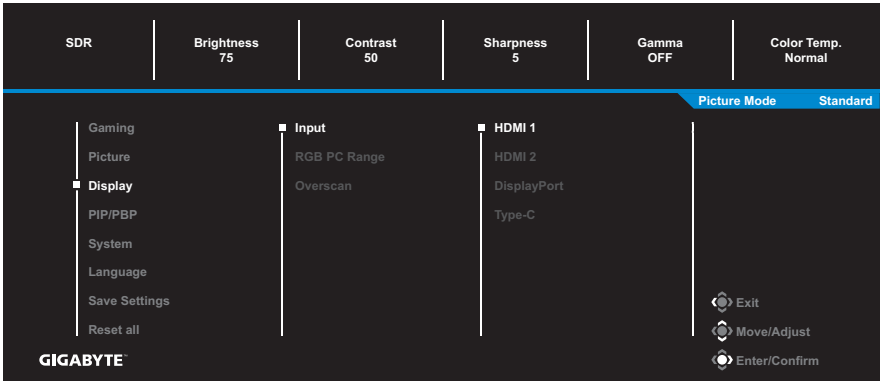 SDR Brightness Contrast Sharpness Gamma Color Temp.
75 50 5 OFF Normal
Picture Mode Standard
Gaming Input HDMI 1
Picture RGB PC Range HDMI 2
Display Overscan DisplayPort
PIP/PBP Type-C
System
Language
Save Settings Exit
Reset all Move/Adjust
GIGABYTE™ Enter/Confirm